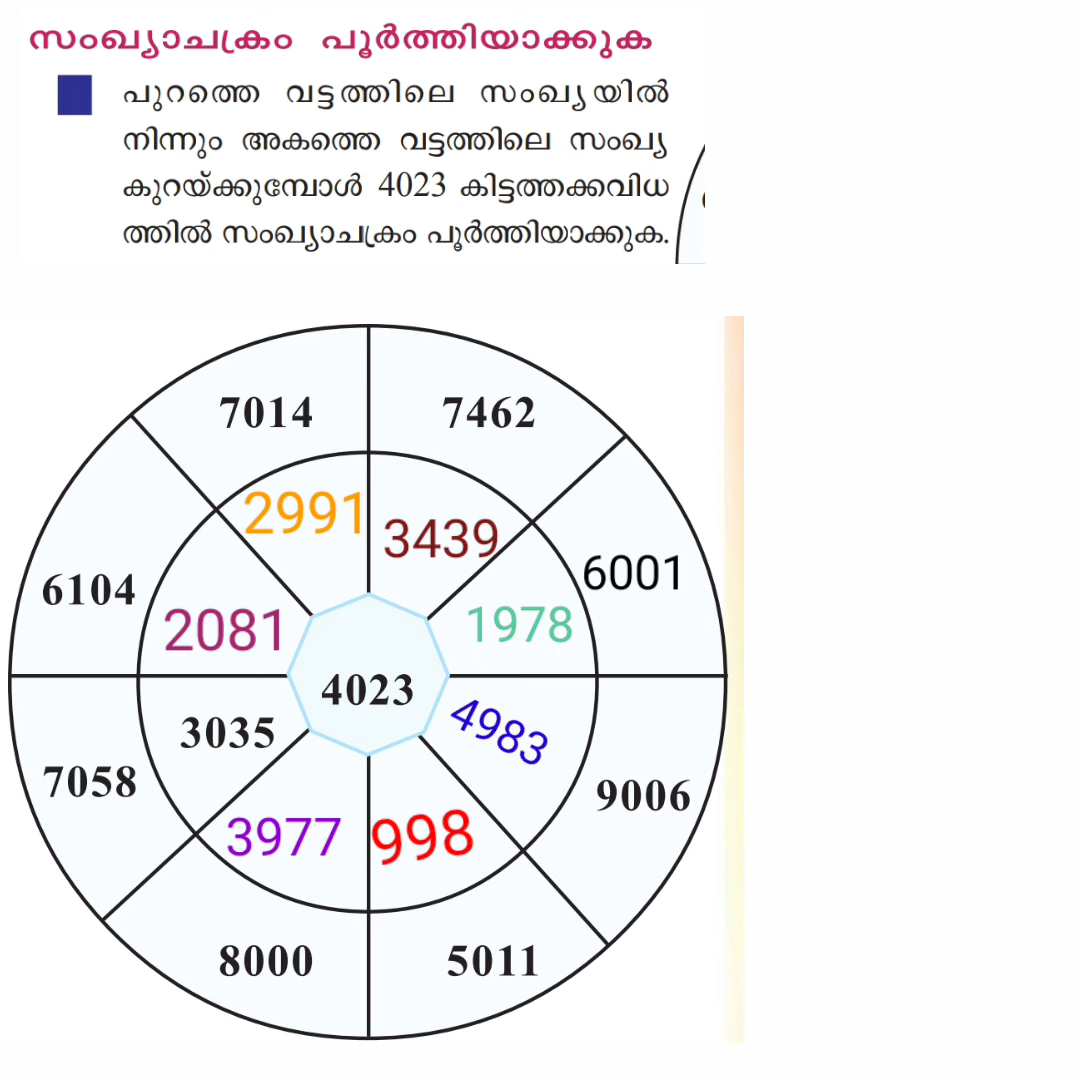 സംഖ്യാചക്രം പൂർത്തിയാക്കുക
പുറത്തെ വട്ടത്തിലെ സംഖ്യയിൽ
നിന്നും അകത്തെ വട്ടത്തിലെ സംഖ്യ
കുറയ്ക്കുമ്പോൾ 4023 കിട്ടത്തക്കവിധ
ത്തിൽ സംഖ്യാചക്രം പൂർത്തിയാക്കുക.
7014 7462
2991 3439
6104 6001
2081 1978
4023
3035 4983
7058 9006
3977 998
8000 5011